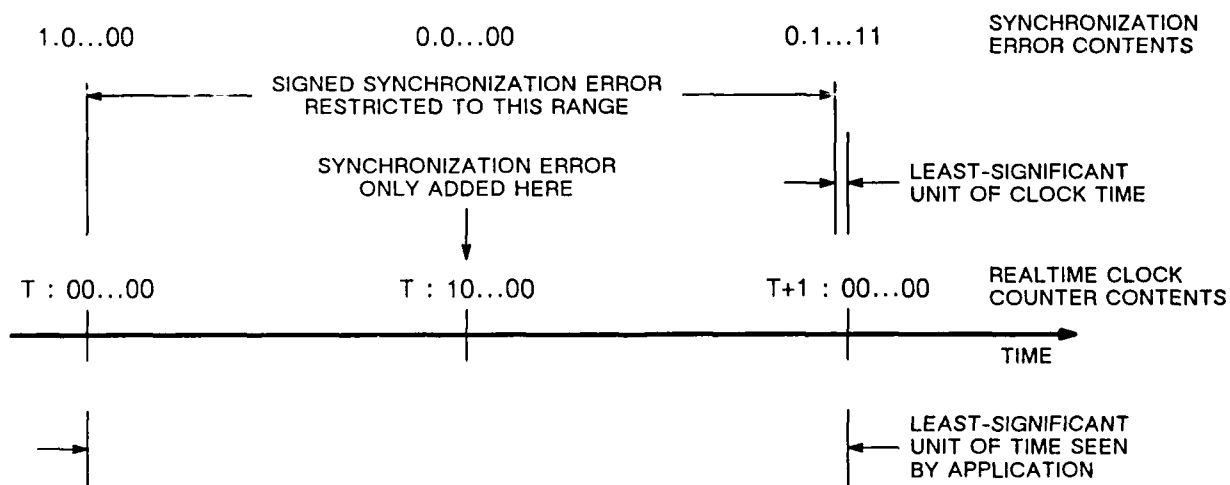 1.0...00
0.0...00
0.1...11
SYNCHRONIZATION
ERROR CONTENTS
SIGNED SYNCHRONIZATION ERROR
RESTRICTED TO THIS RANGE
SYNCHRONIZATION ERROR
ONLY ADDED HERE
LEAST-SIGNIFICANT
UNIT OF CLOCK TIME
T : 00...00
T : 10...00
T+1 : 00...00
REALTIME CLOCK
COUNTER CONTENTS
TIME
LEAST-SIGNIFICANT
UNIT OF TIME SEEN
BY APPLICATION